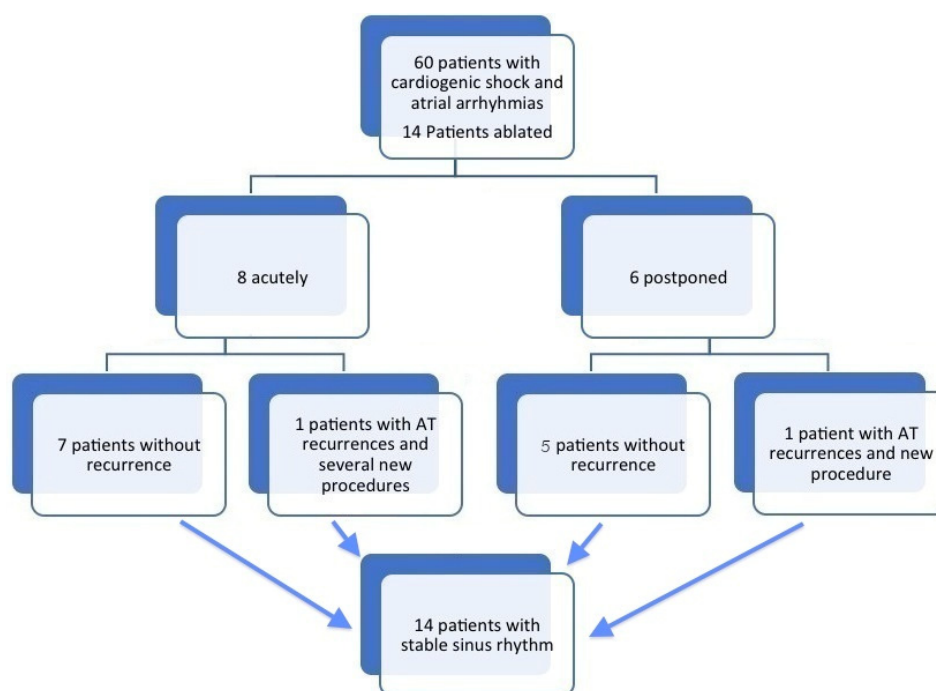 60 patients with
cardiogenic shock and
atrial arrhyhmias
14 Patients ablated
8 acutely
6 postponed
7 patients without
recurrence
1 patients with AT
recurrences and
several new
procedures
5 patients without
recurrence
1 patient with AT
recurrences and new
procedure
14 patients with
stable sinus rhythm